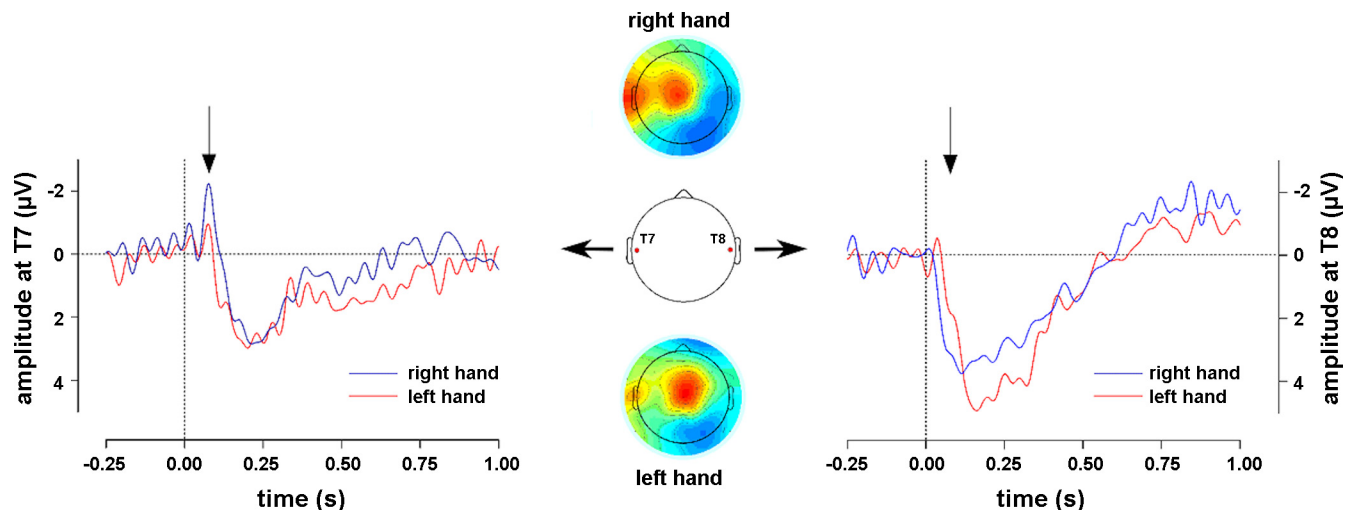 right hand
amplitude at T7 (µV)
-2
0
2
4
right hand
left hand
-0.25
0.00
0.25
0.50
0.75
1.00
time (s)
T7
T8
left hand
amplitude at T8 (µV)
-2
0
2
4
right hand
left hand
-0.25
0.00
0.25
0.50
0.75
1.00
time (s)